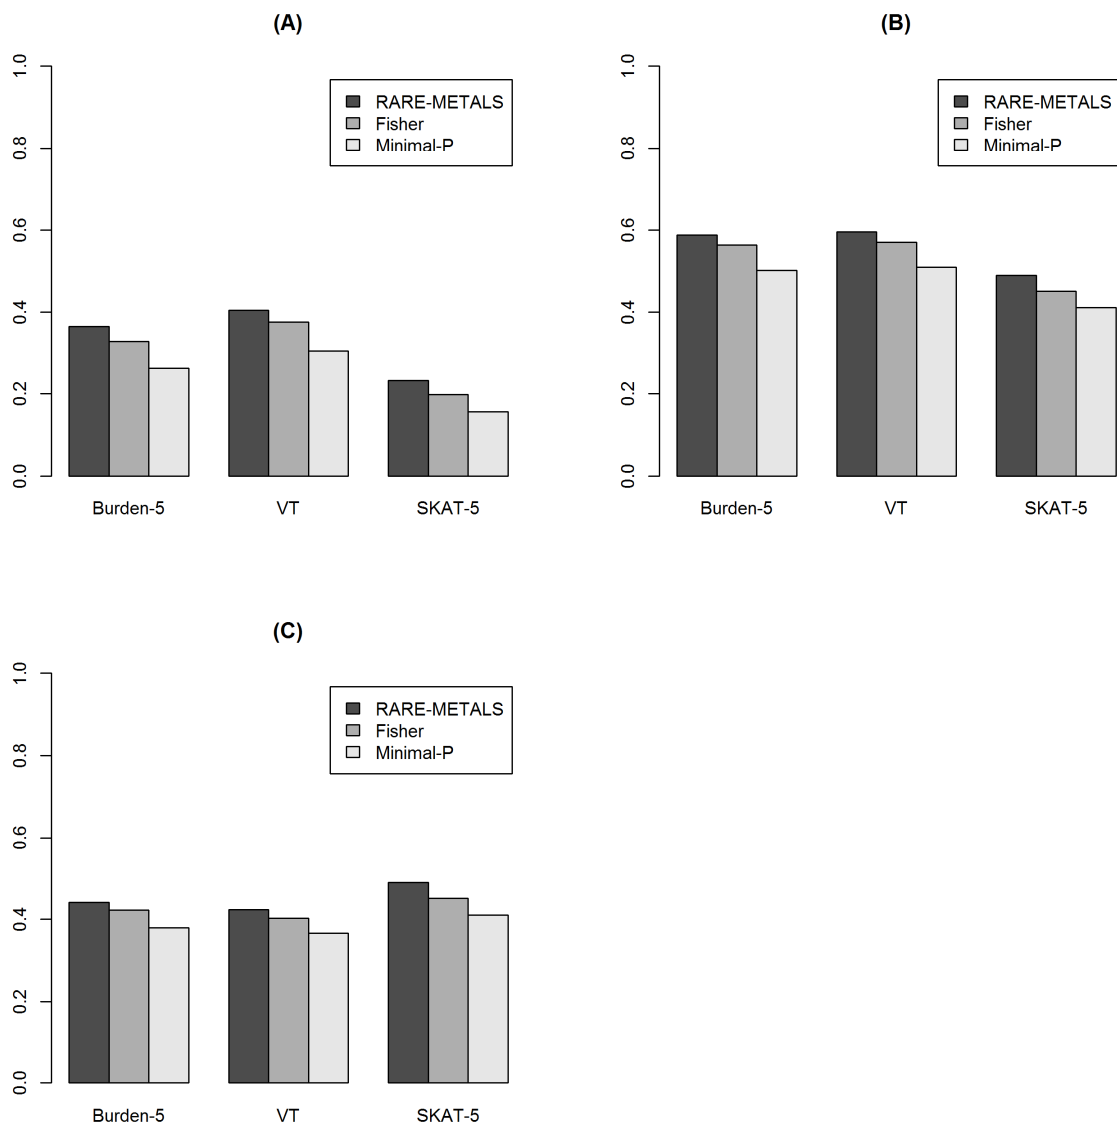 (A)
1.0
0.8
0.6
0.4
0.2
0.0
RARE-METALS
Fisher
Minimal-P
Burden-5 VT SKAT-5
(B)
1.0
0.8
0.6
0.4
0.2
0.0
RARE-METALS
Fisher
Minimal-P
Burden-5 VT SKAT-5
(C)
1.0
0.8
0.6
0.4
0.2
0.0
RARE-METALS
Fisher
Minimal-P
Burden-5 VT SKAT-5